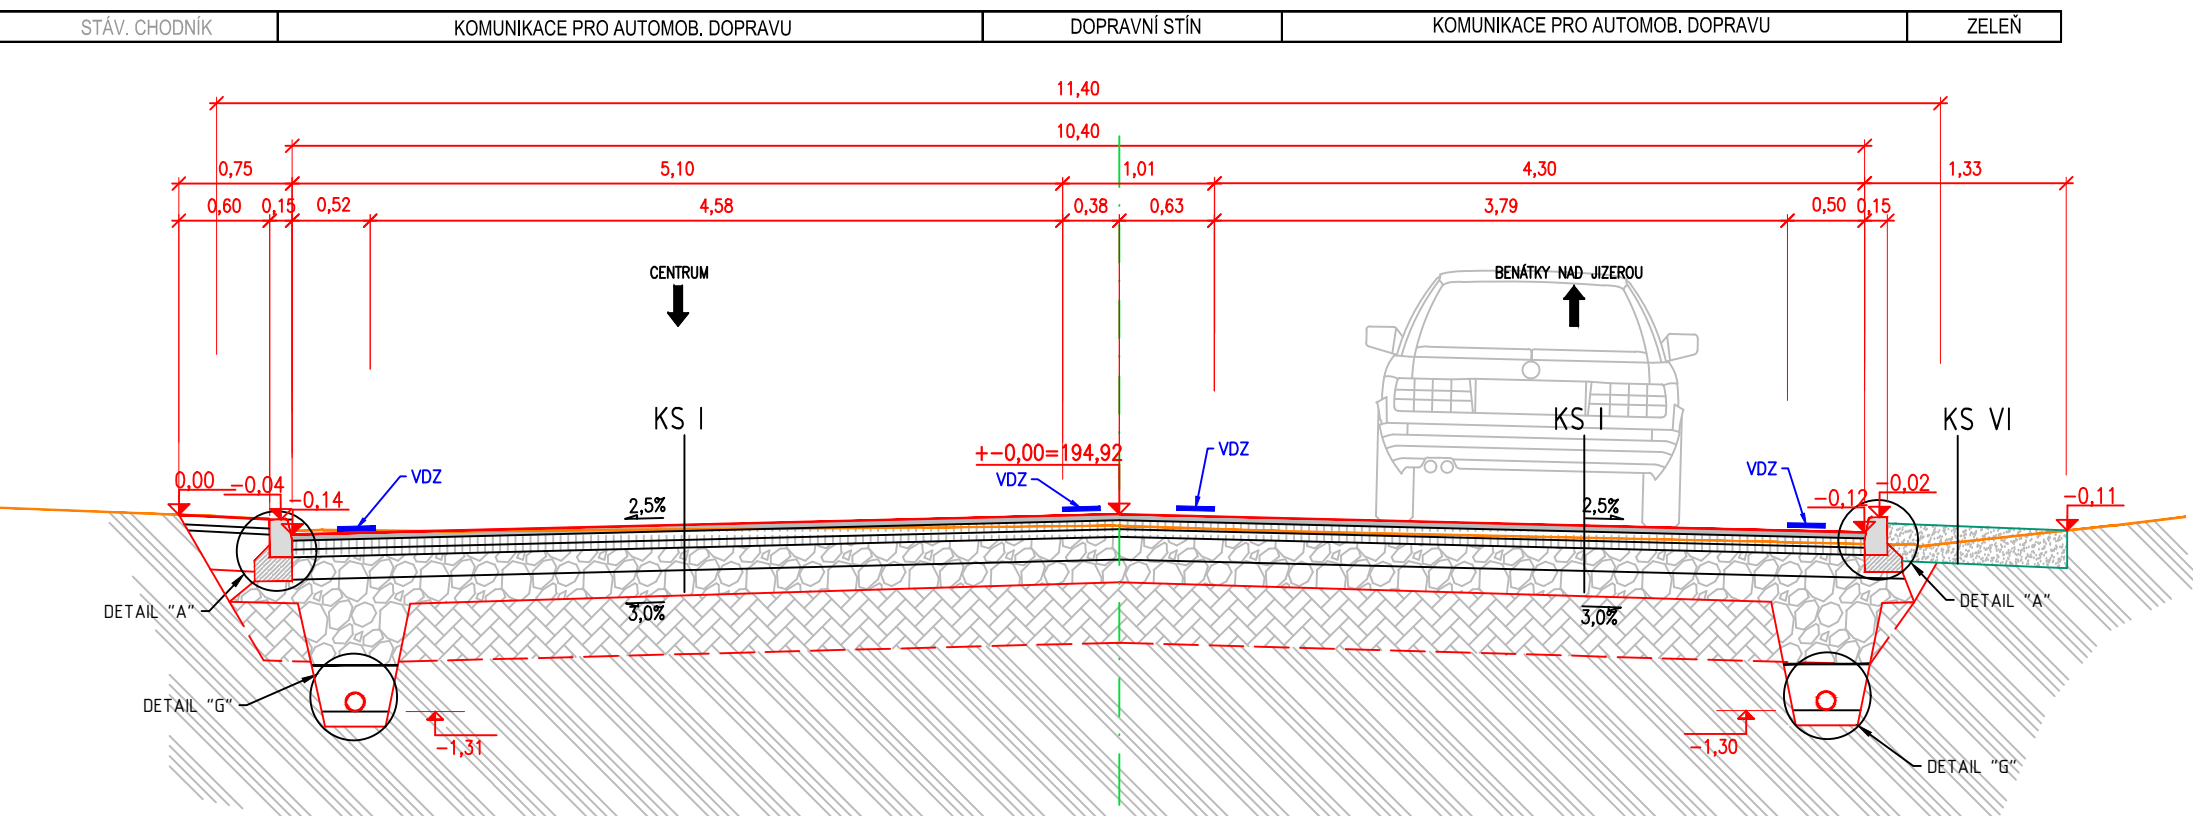 STÁV. CHODNÍK KOMUNIKACE PRO AUTOMOB. DOPRAVU DOPRAVNÍ STÍN KOMUNIKACE PRO AUTOMOB. DOPRAVU ZELEŇ
11,40
10,40
0,75 5,10 1,01 4,30 1,33
0,60 0,15 0,52 4,58 0,38 0,63 3,79 0,50 0,15
CENTRUM BENÁTKY NAD JIZEROU
KS I KS I KS VI
+-0,00=194,92
VDZ VDZ VDZ VDZ
0,00 -0,04 -0,14 -0,12 -0,02 -0,11
2,5% 2,5%
3,0% 3,0%
DETAIL "A" DETAIL "A"
DETAIL "G" DETAIL "G"
-1,31 -1,30